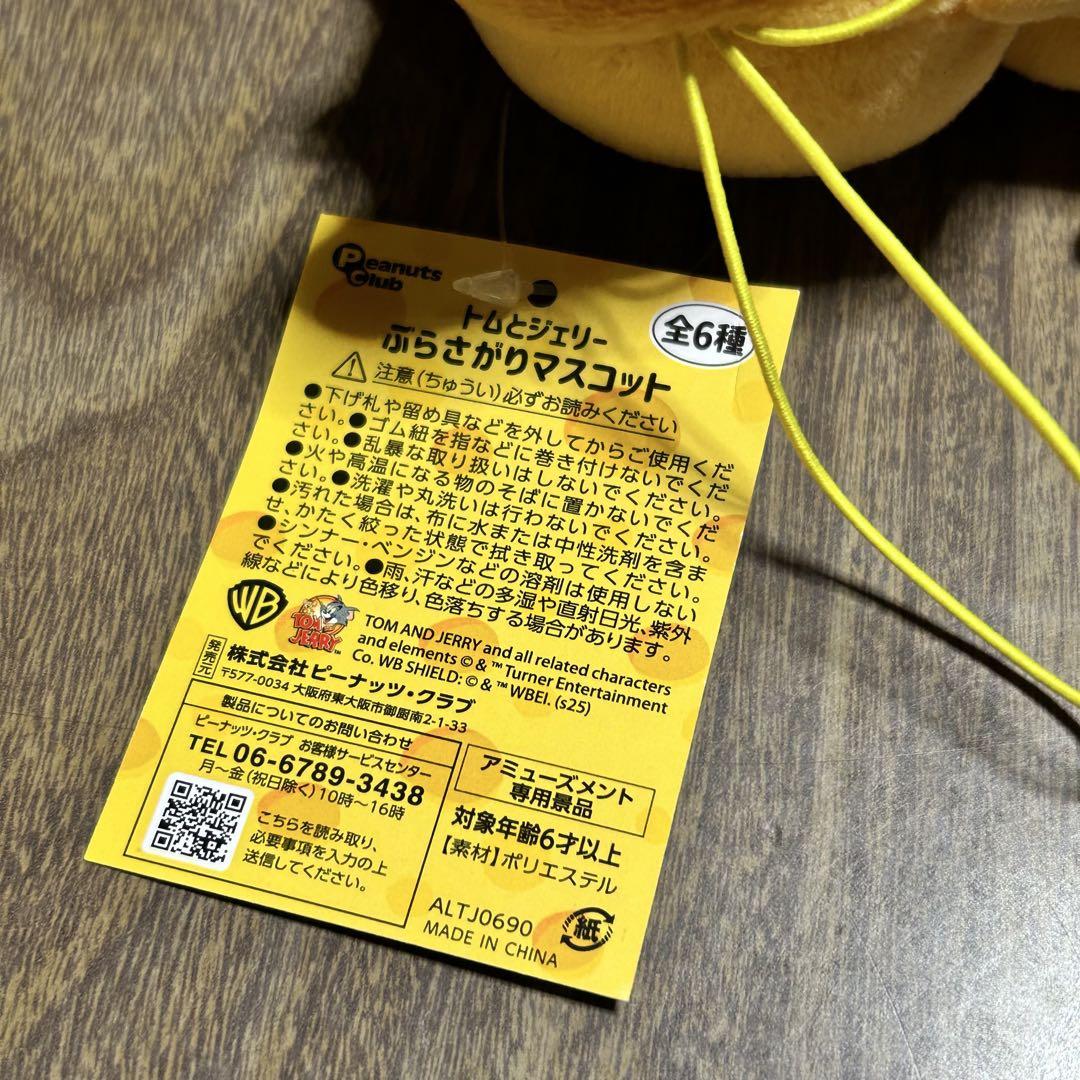 Peanuts
Club
トムとジェリー
ぶらさがりマスコット
全6種
注意(ちゅうい)必ずお読みください
●下げ札や留め具などを外してからご使用くだ
さい。●ゴム紐を指などに巻き付けないでくだ
さい。●乱暴な取り扱いはしないでください。
●火や高温になる物のそばに置かないでくだ
さい。●洗濯や丸洗いは行わないでください。
●汚れた場合は、布に水または中性洗剤を含ま
せ、かたく絞った状態で拭き取ってください。
●シンナー・ベンジンなどの溶剤は使用しない
でください。●雨、汗などの多湿や直射日光、紫外
線などにより色移り、色落ちする場合があります。
WB
TOM AND JERRY
TOM AND JERRY and all related characters
and elements © & ™ Turner Entertainment
Co. WB SHIELD: © & ™ WBEI. (s25)
発売元
株式会社ピーナッツ・クラブ
〒577-0034 大阪府東大阪市御厨南2-1-33
製品についてのお問い合わせ
ピーナッツ・クラブ お客様サービスセンター
TEL 06-6789-3438
月~金(祝日除く)10時~16時
こちらを読み取り、
必要事項を入力の上
送信してください。
アミューズメント
専用景品
対象年齢6才以上
【素材】ポリエステル
ALTJ0690
MADE IN CHINA
紙